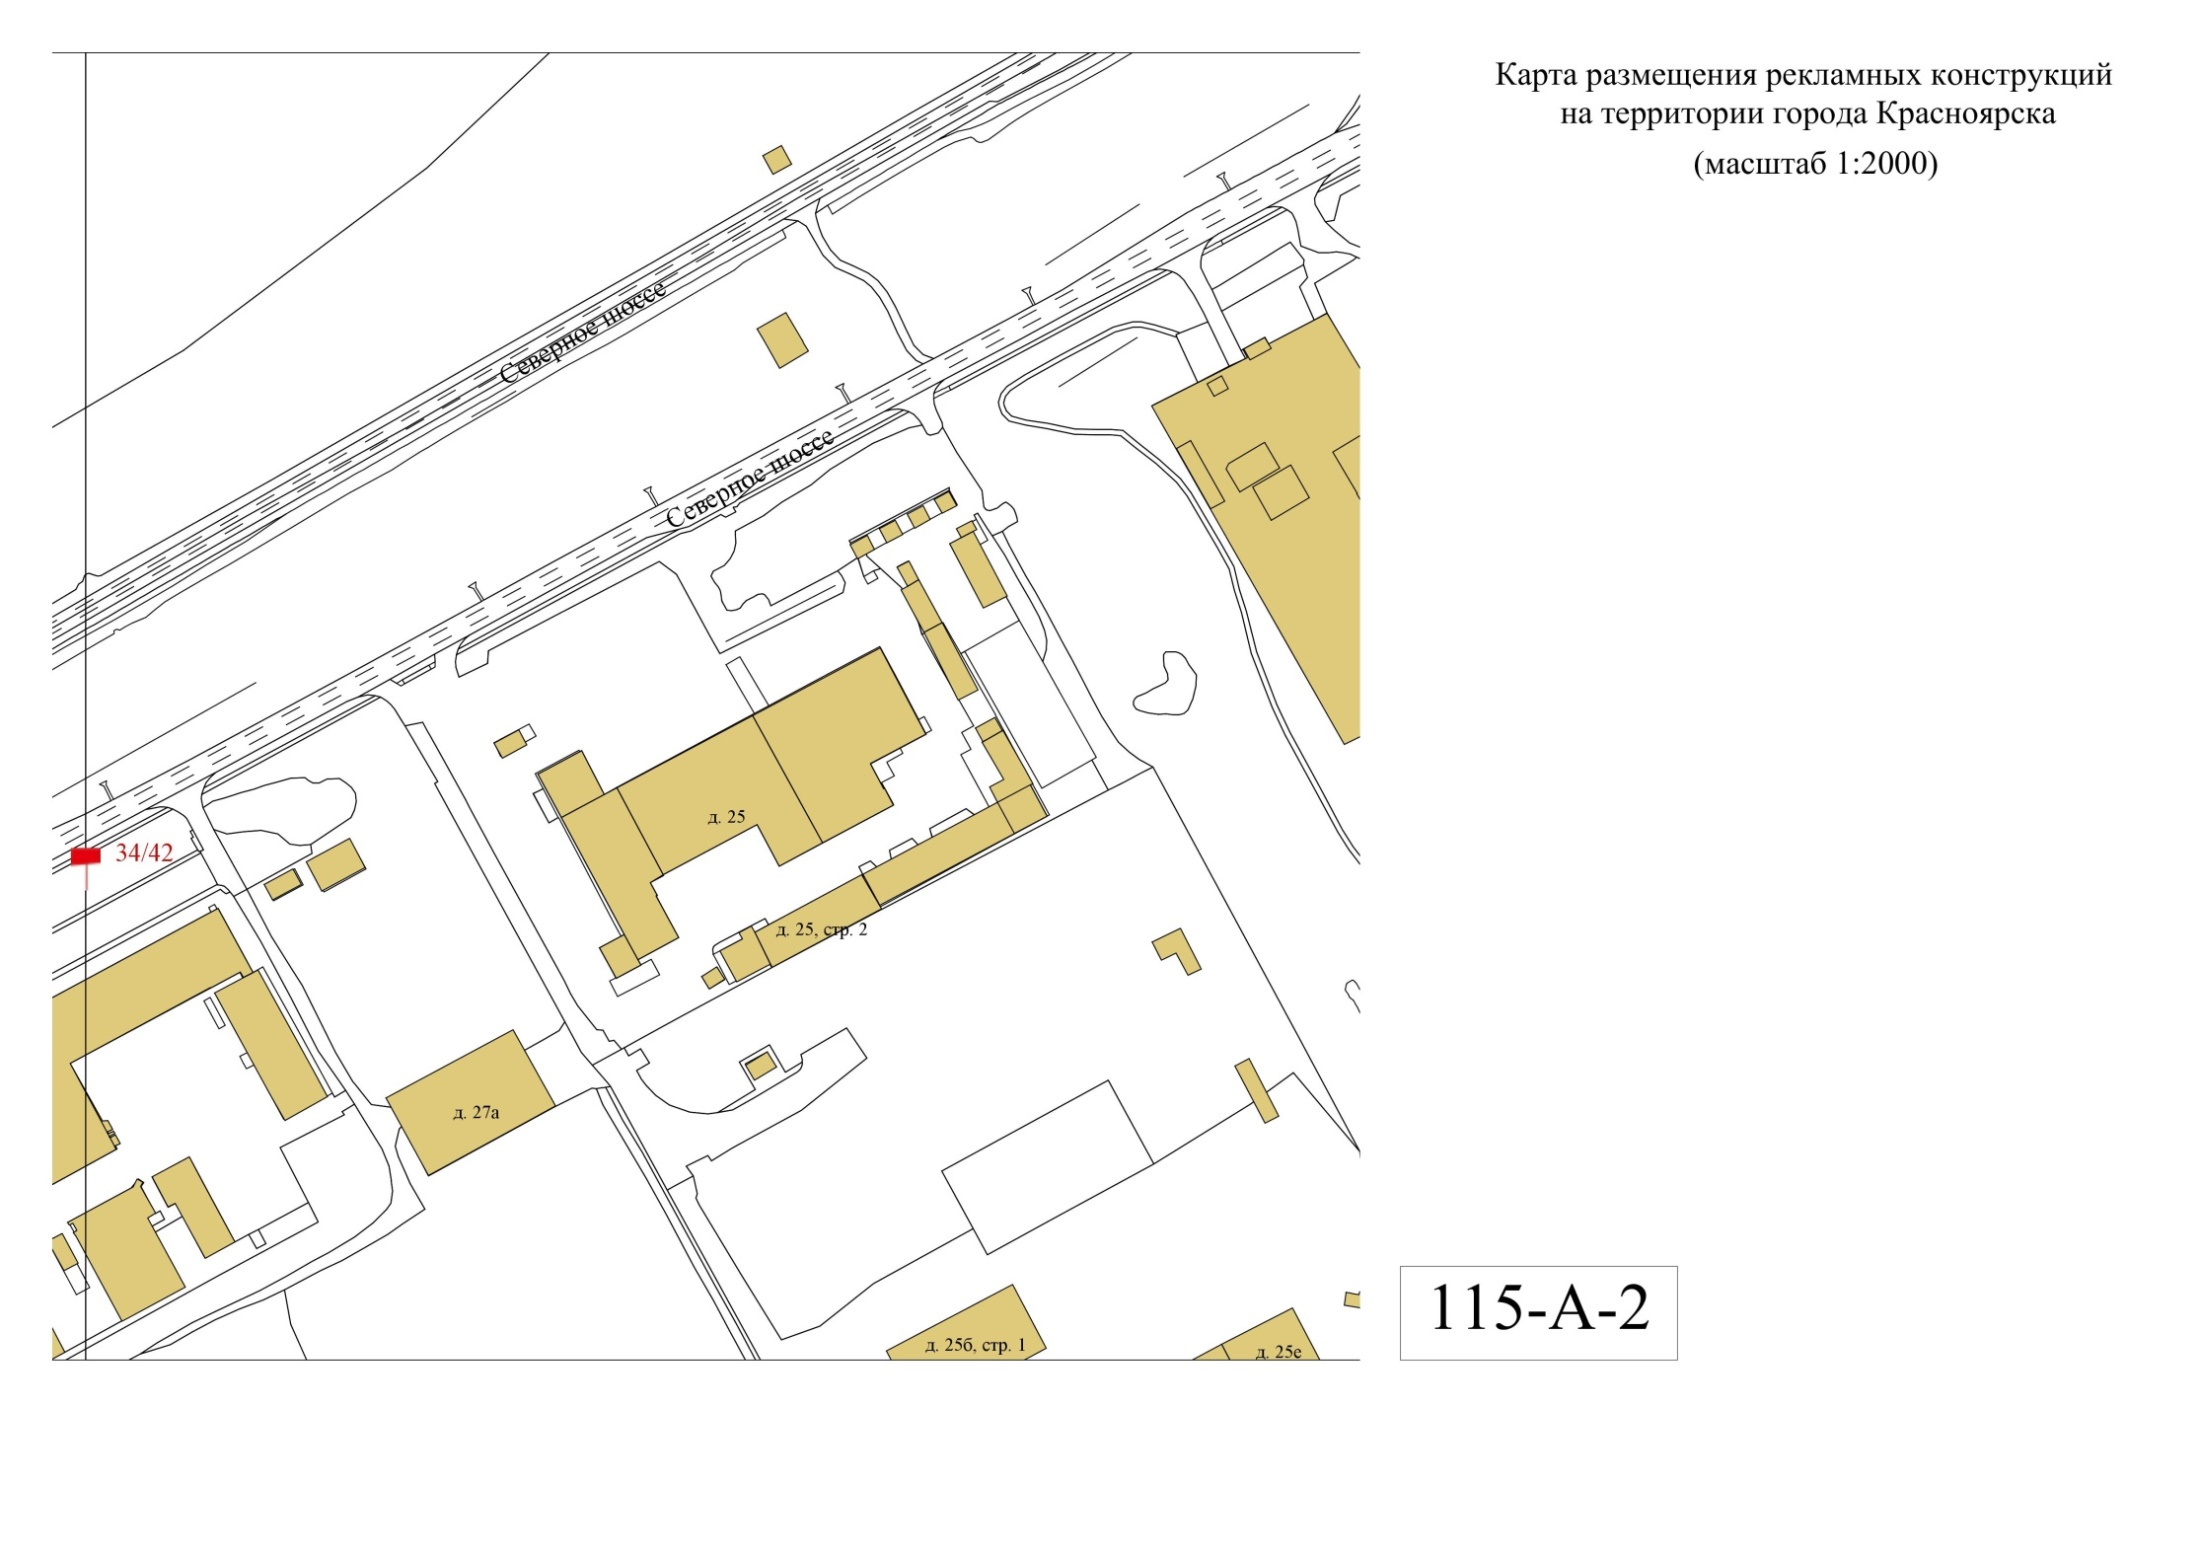 Карта размещения рекламных конструкций
на территории города Красноярска
(масштаб 1:2000)
Северное шоссе
Северное шоссе
д. 25
34/42
д. 25, стр. 2
д. 27а
д. 25б, стр. 1
д. 25е
115-А-2